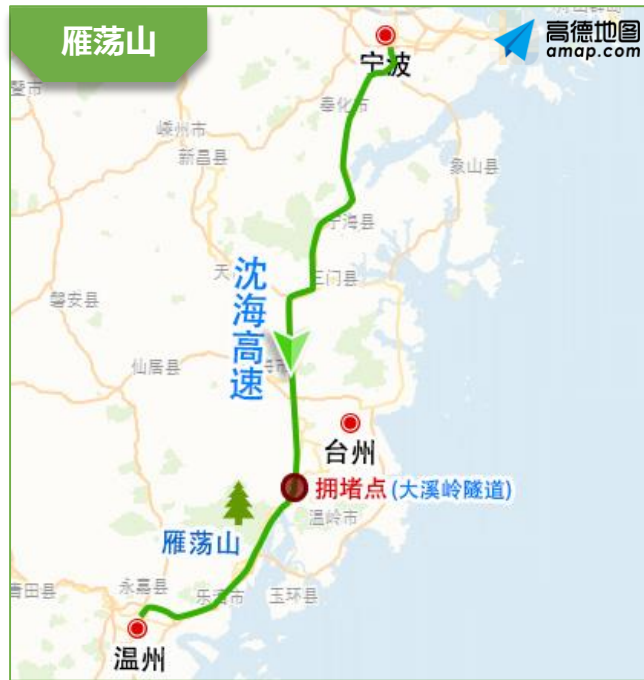 雁荡山
高德地图
amap.com
宁波
奉化市
嵊州市
新昌县
象山县
宁海县
三门县
沈海高速
磐安县
仙居县
台州
拥堵点(大溪岭隧道)
温岭市
雁荡山
永嘉县
青田县
乐清市
玉环县
温州